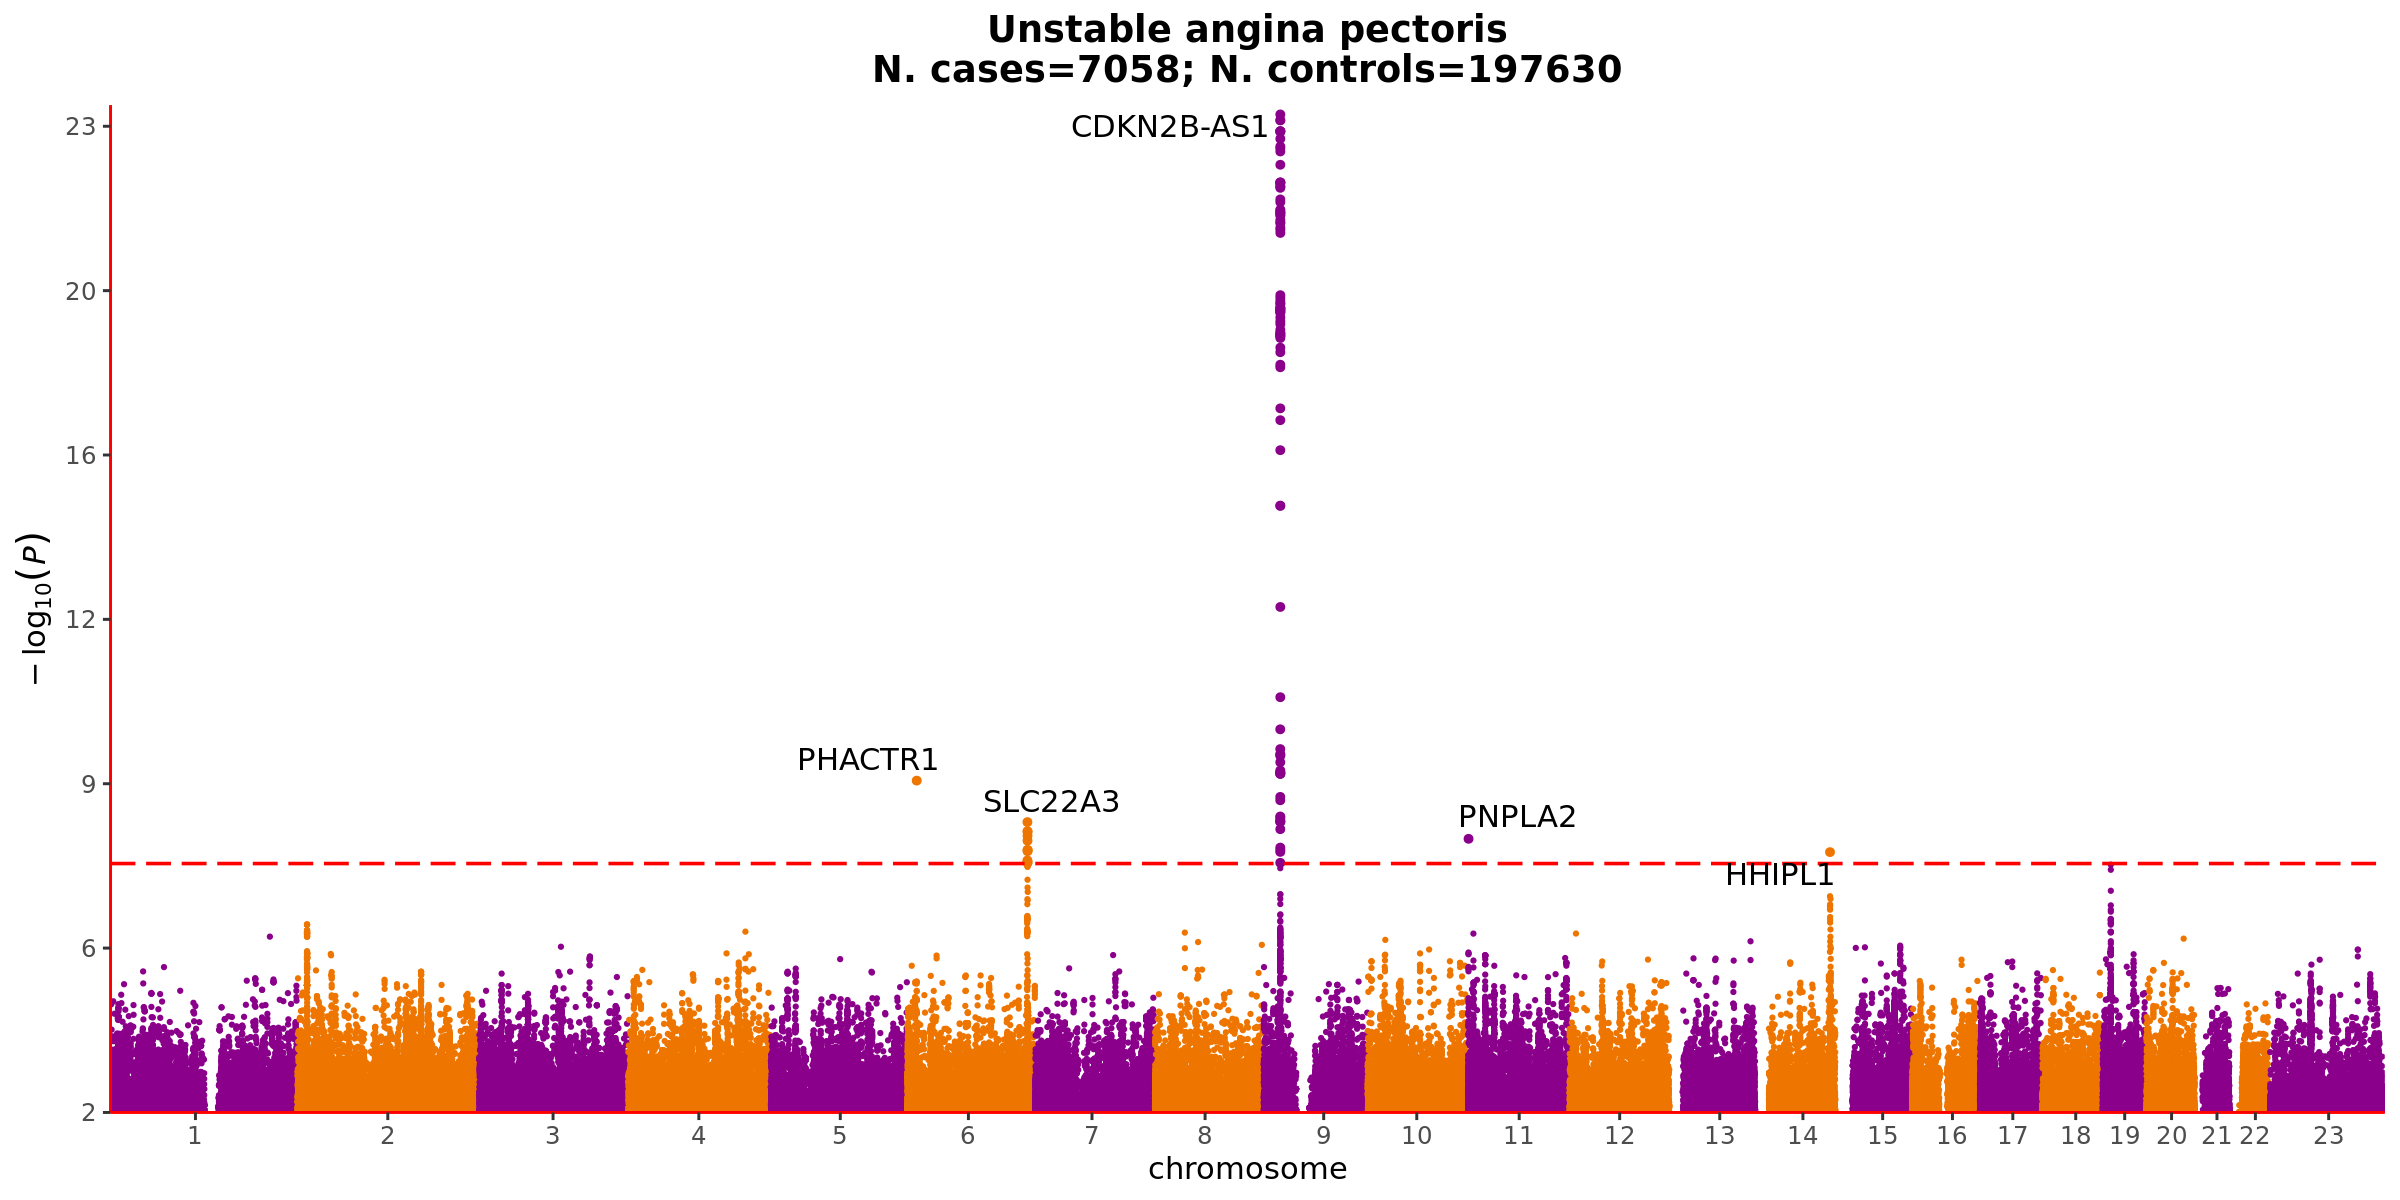 Unstable angina pectoris
N. cases=7058; N. controls=197630
23
CDKN2B-AS1
20
16
− log10(P)
12
PHACTR1
9
SLC22A3
PNPLA2
HHIPL1
6
2
1 2 3 4 5 6 7 8 9 10 11 12 13 14 15 16 17 18 19 20 21 22 23
chromosome